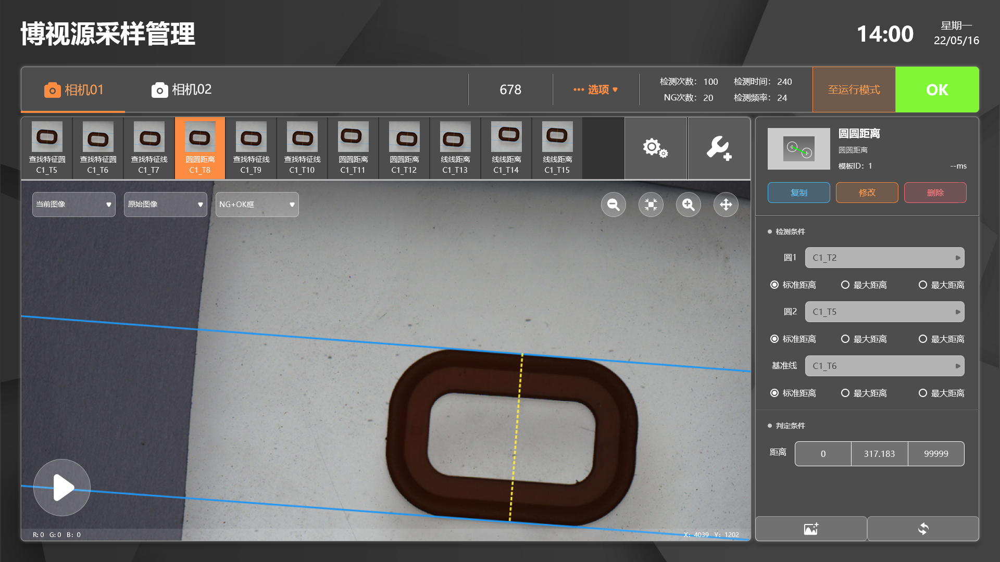 博视源采样管理
14:00
星期一
22/05/16
相机01
相机02
678
••• 选项
检测次数： 100 检测时间： 240
NG次数： 20 检测频率： 24
至运行模式
OK
查找特征圆
C1_T5
查找特征圆
C1_T6
查找特征线
C1_T7
圆圆距离
C1_T8
查找特征线
C1_T9
查找特征线
C1_T10
圆圆距离
C1_T11
圆圆距离
C1_T12
线线距离
C1_T13
线线距离
C1_T14
线线距离
C1_T15
当前图像
原始图像
NG+OK框
R: 0 G: 0 B: 0
X: 4039 Y: 1202
圆圆距离
圆圆距离
模板ID: 1
--ms
复制
修改
删除
检测条件
圆1
C1_T2
标准距离 最大距离 最大距离
圆2
C1_T5
标准距离 最大距离 最大距离
基准线
C1_T6
标准距离 最大距离 最大距离
判定条件
距离
0 317.183 99999